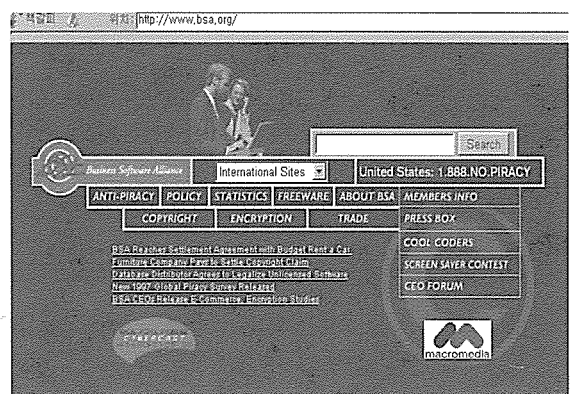 책갈피 위치: http://www.bsa.org/
Search
Business Software Alliance International Sites United States: 1.888.NO.PIRACY
ANTI-PIRACY POLICY STATISTICS FREEWARE ABOUT BSA MEMBERS INFO
COPYRIGHT ENCRYPTION TRADE PRESS BOX
COOL CODERS
SCREEN SAVER CONTEST
CEO FORUM
BSA Reaches Settlement Agreement with Budget Rent a Car
Furniture Company Pays to Settle Copyright Claim
Database Distributor Agrees to Legalize Unlicensed Software
New 1997 Global Piracy Survey Released
BSA CEOs Release E-Commerce, Encryption Studies
CYBERCAST
macromedia